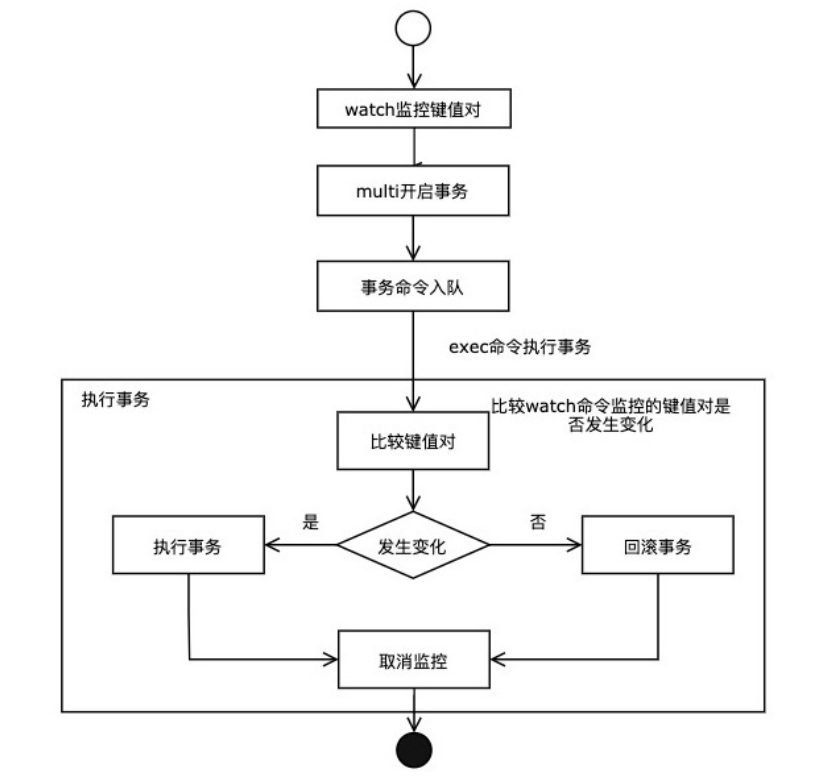 watch监控键值对
multi开启事务
事务命令入队
exec命令执行事务
执行事务
比较watch命令监控的键值对是
否发生变化
比较键值对
是
否
执行事务
发生变化
回滚事务
取消监控